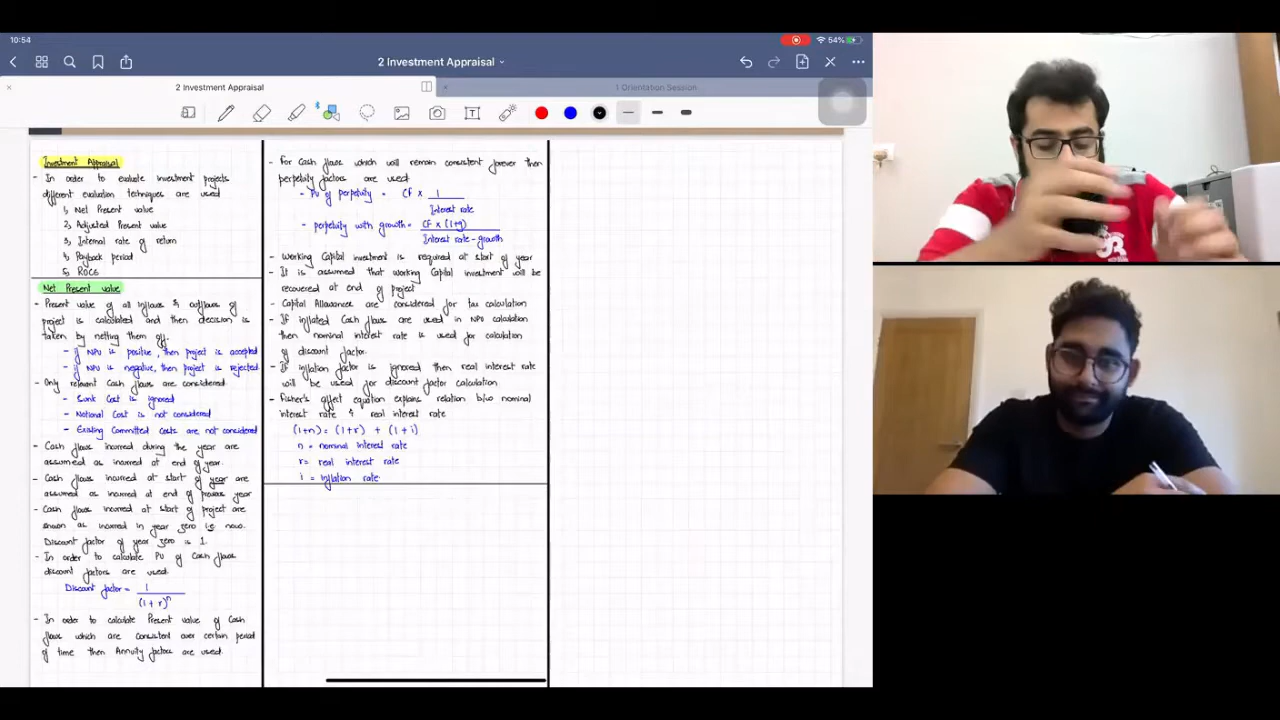 10:54
54%
2 Investment Appraisal
2 Investment Appraisal
1 Orientation Session
Investment Appraisal
- In order to evaluate investment projects
different evaluation techniques are used
1, Net Present value
2, Adjusted Present value
3, Internal rate of return
4, Payback period
5, ROCE
Net Present value
- Present value of all inflows & outflows of
project is calculated and then decision is
taken by netting them off.
- if NPV is positive, then project is accepted
- if NPV is negative, then project is rejected
- Only relevant Cash flows are considered
- Sunk Cost is ignored
- Notional Cost is not considered
- Existing Committed Costs are not considered
- Cash flows incurred during the year are
assumed as incurred at end of year.
- Cash flows incurred at start of year are
assumed as incurred at end of previous year
- Cash flows incurred at start of project are
shown as incurred in year zero i.e now.
Discount factor of year zero is 1.
- In order to calculate PV of Cash flows
discount factors are used.
Discount factor = 1
(1 + r)^n
- In order to calculate Present value of Cash
flows which are consistent over certain period
of time then Annuity factors are used.
- For Cash flows which will remain consistent forever then
perpetuity factors are used.
- PV of perpetuity = CF x 1
Interest rate
- perpetuity with growth = CF x (1+g)
Interest rate - growth
- Working Capital investment is required at start of year
- It is assumed that working Capital investment will be
recovered at end of project
- Capital Allowances are considered for tax calculation
- If inflated Cash flows are used in NPV calculation
then nominal interest rate is used for calculation
of discount factor.
- If inflation factor is ignored then real interest rate
will be used for discount factor calculation
- Fisher's effect equation explains relation b/w nominal
interest rate & real interest rate
(1+n) = (1+r) + (1+i)
n = nominal interest rate
r = real interest rate
i = inflation rate